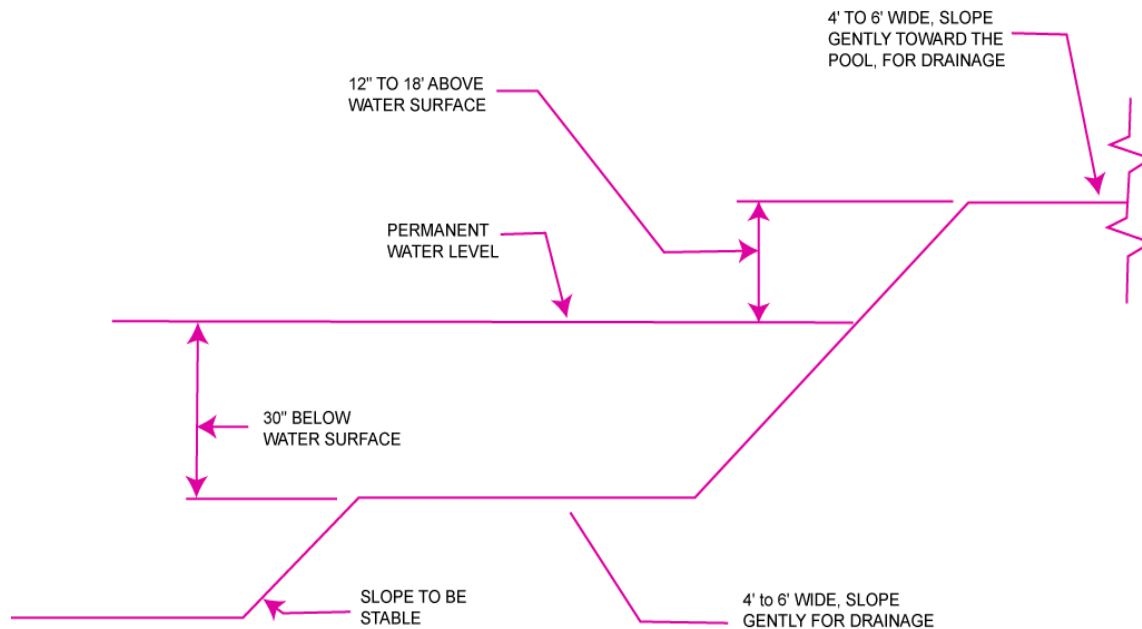 4' TO 6' WIDE, SLOPE
GENTLY TOWARD THE
POOL, FOR DRAINAGE
12" TO 18' ABOVE
WATER SURFACE
PERMANENT
WATER LEVEL
30" BELOW
WATER SURFACE
SLOPE TO BE
STABLE
4' to 6' WIDE, SLOPE
GENTLY FOR DRAINAGE